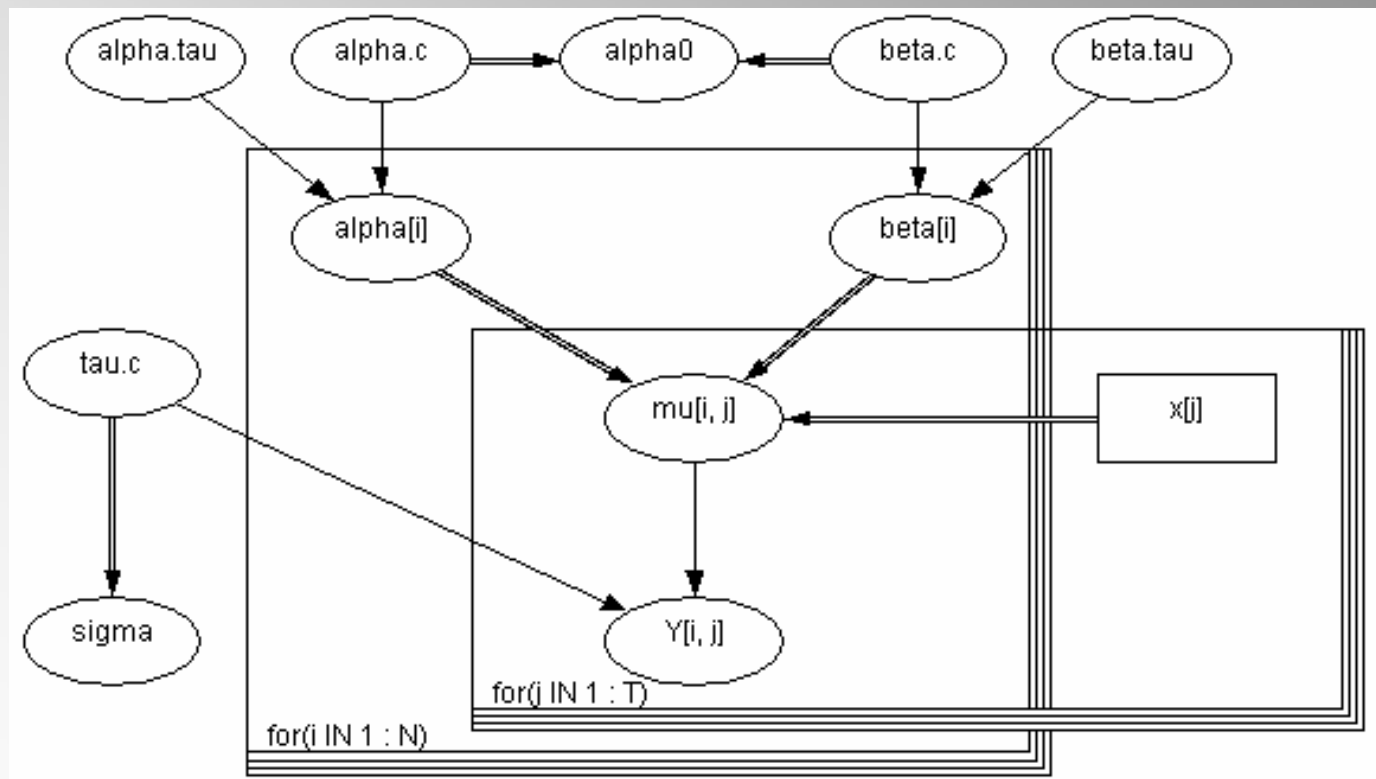 alpha.tau
alpha.c
alpha0
beta.c
beta.tau
alpha[i]
beta[i]
tau.c
mu[i, j]
x[j]
sigma
Y[i, j]
for(j IN 1 : T)
for(i IN 1 : N)